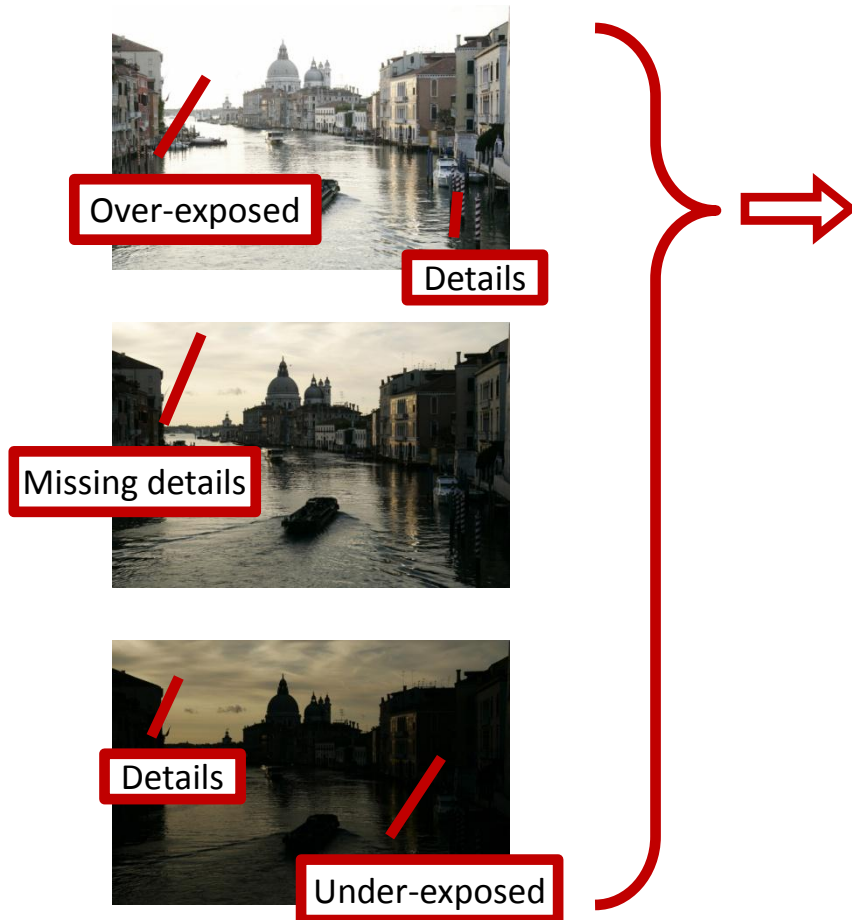 Over-exposed
Details
Missing details
Details
Under-exposed